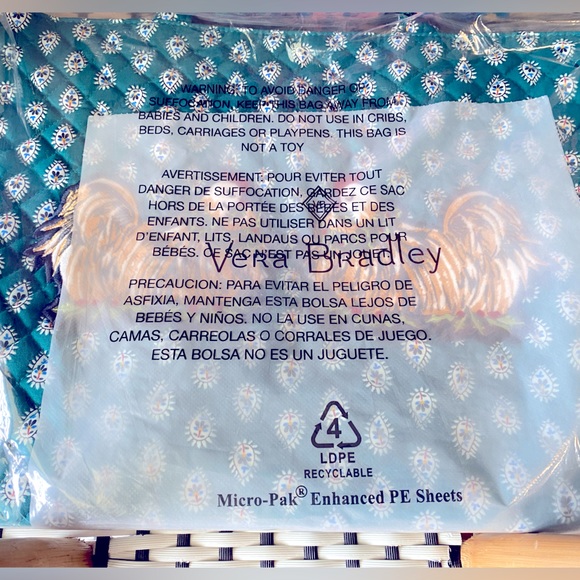 WARNING: TO AVOID DANGER OF
SUFFOCATION, KEEP THIS BAG AWAY FROM
BABIES AND CHILDREN. DO NOT USE IN CRIBS,
BEDS, CARRIAGES OR PLAYPENS. THIS BAG IS
NOT A TOY
AVERTISSEMENT: POUR EVITER TOUT
DANGER DE SUFFOCATION, GARDEZ CE SAC
HORS DE LA PORTÉE DES BÉBÉS ET DES
ENFANTS. NE PAS UTILISER DANS UN LIT
D'ENFANT, LITS, LANDAUS OU PARCS POUR
BÉBÉS. CE SAC N'EST PAS UN JOUET.
Vera Bradley
PRECAUCION: PARA EVITAR EL PELIGRO DE
ASFIXIA, MANTENGA ESTA BOLSA LEJOS DE
BEBÉS Y NIÑOS. NO LA USE EN CUNAS,
CAMAS, CARREOLAS O CORRALES DE JUEGO.
ESTA BOLSA NO ES UN JUGUETE.
4
LDPE
RECYCLABLE
Micro-Pak® Enhanced PE Sheets